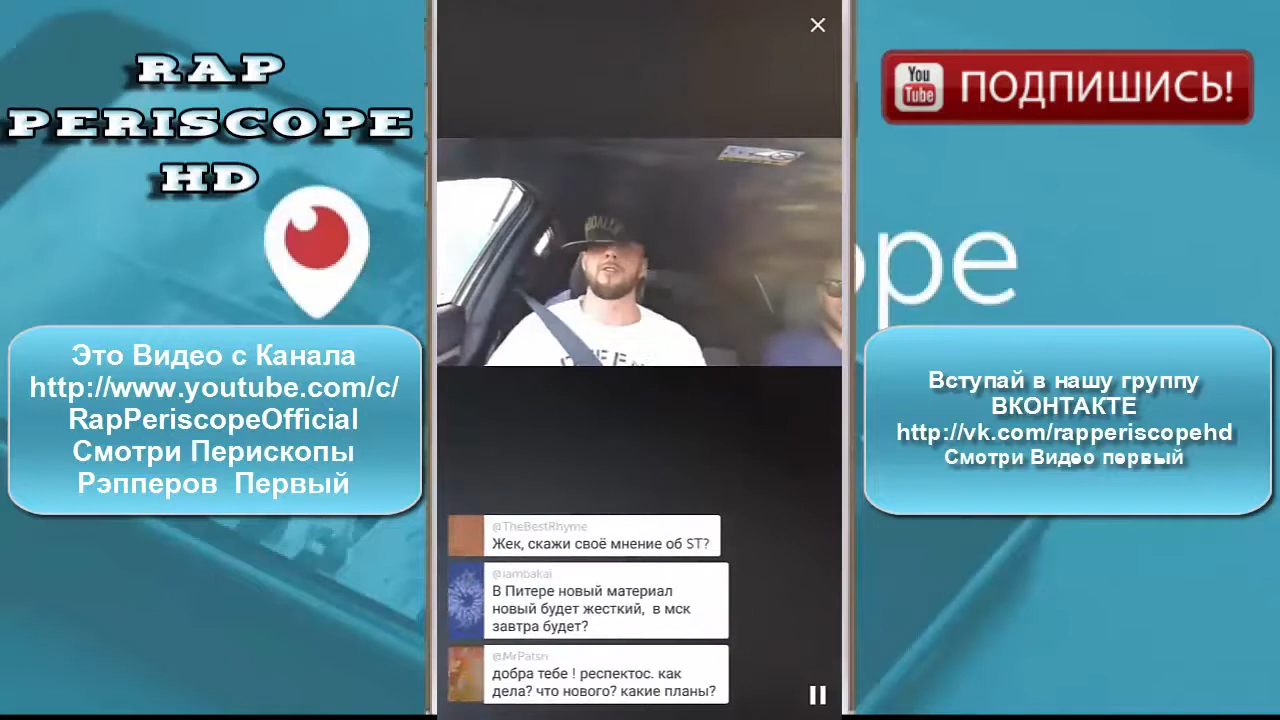 RAP
PERISCOPE
HD
Это Видео с Канала
http://www.youtube.com/c/
RapPeriscopeOfficial
Смотри Перископы
Рэпперов Первый
@TheBestRhyme
Жек, скажи своё мнение об ST?
@iambakai
В Питере новый материал
новый будет жесткий, в мск
завтра будет?
@MrPatsn
добра тебе ! респектос. как
дела? что нового? какие планы?
You
Tube
ПОДПИШИСЬ!
ope
Вступай в нашу группу
ВКОНТАКТЕ
http://vk.com/rapperiscopehd
Смотри Видео первый